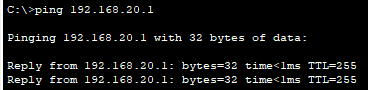 C:\>ping 192.168.20.1
Pinging 192.168.20.1 with 32 bytes of data:
Reply from 192.168.20.1: bytes=32 time<1ms TTL=255
Reply from 192.168.20.1: bytes=32 time<1ms TTL=255